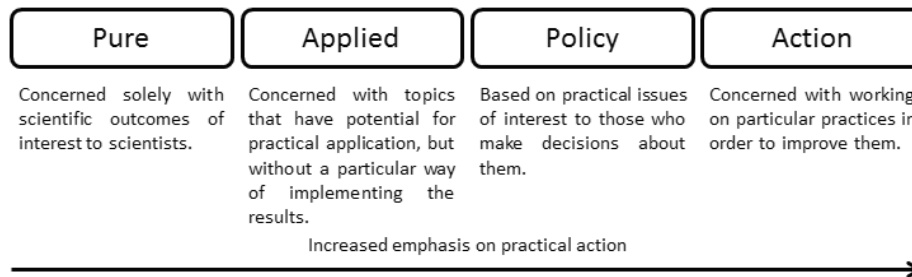 Pure
Applied
Policy
Action
Concerned solely with
scientific outcomes of
interest to scientists.
Concerned with topics
that have potential for
practical application, but
without a particular way
of implementing the
results.
Based on practical issues
of interest to those who
make decisions about
them.
Concerned with working
on particular practices in
order to improve them.
Increased emphasis on practical action